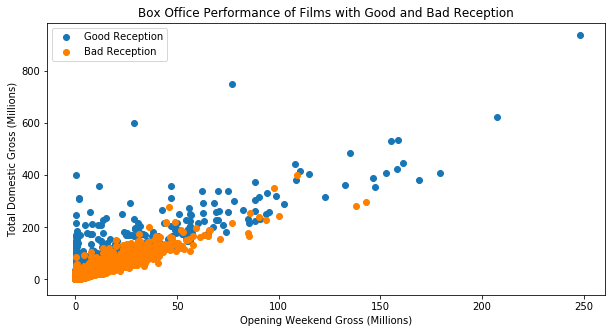 Box Office Performance of Films with Good and Bad Reception
Good Reception
Bad Reception
Total Domestic Gross (Millions)
800
600
400
200
0
0
50
100
150
200
250
Opening Weekend Gross (Millions)